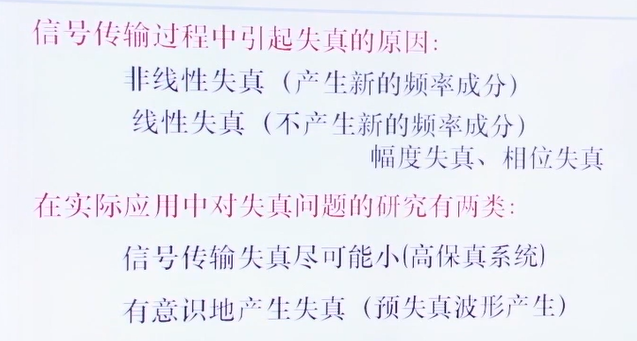 信号传输过程中引起失真的原因:
非线性失真（产生新的频率成分）
线性失真（不产生新的频率成分）
幅度失真、相位失真
在实际应用中对失真问题的研究有两类:
信号传输失真尽可能小(高保真系统)
有意识地产生失真（预失真波形产生）